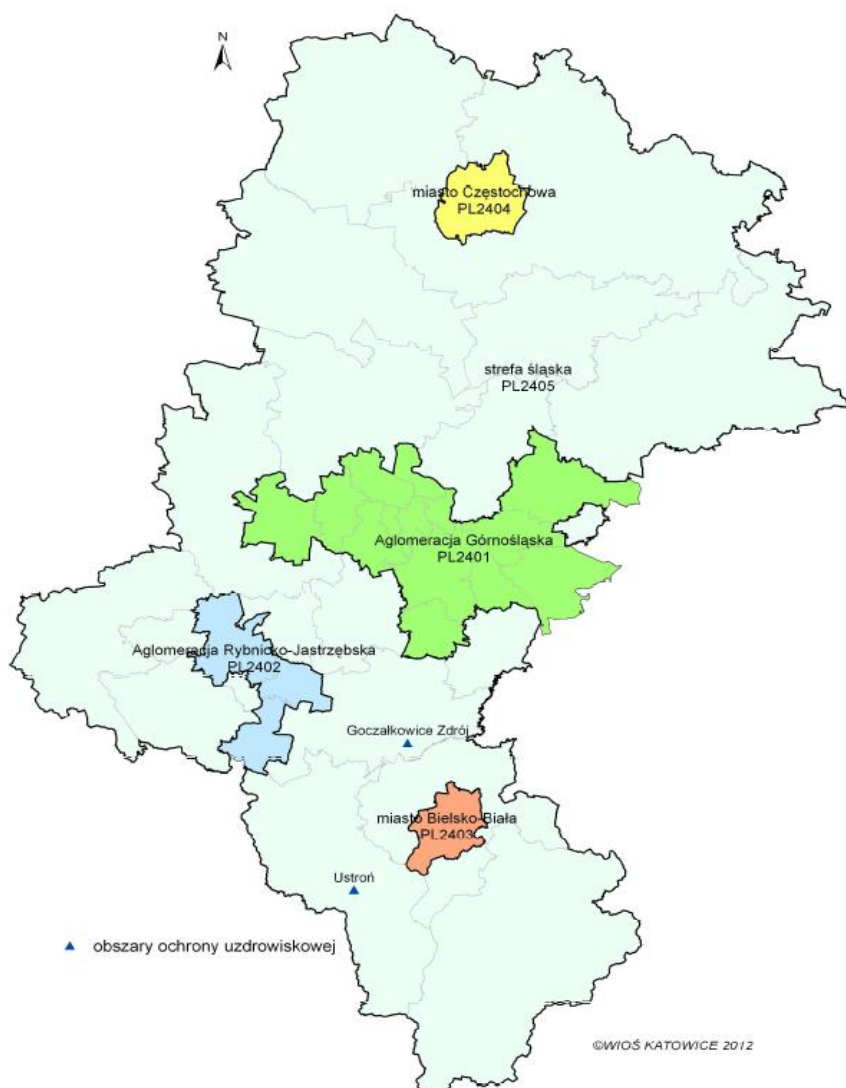 N
miasto Częstochowa
PL2404
strefa śląska
PL2405
Aglomeracja Górnośląska
PL2401
Aglomeracja Rybnicko-Jastrzębska
PL2402
Goczałkowice Zdrój
miasto Bielsko-Biała
PL2403
Ustroń
obszary ochrony uzdrowiskowej
©WIOŚ KATOWICE 2012